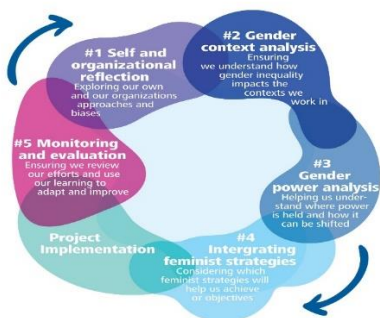 #1 Self and
organizational
reflection
Exploring our own
and our organizations
approaches and
biases
#2 Gender
context analysis
Ensuring
we understand how
gender inequality
impacts the
contexts we
work in
#3
Gender
power analysis
Helping us under-
stand where power
is held and how it
can be shifted
#4
Intergrating
feminist strategies
Considering which
feminist strategies will
help us achieve
or objectives
Project
Implementation
#5 Monitoring
and evaluation
Ensuring we review
our efforts and use
our learning to
adapt and improve